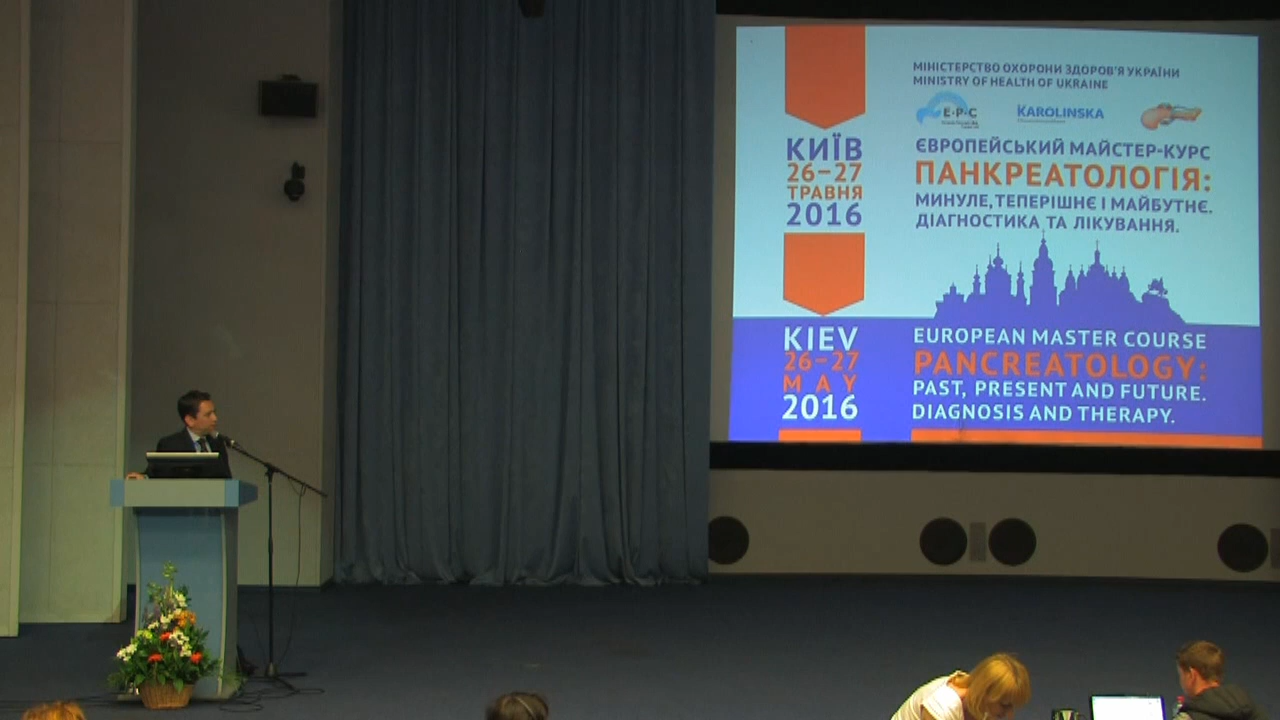 МІНІСТЕРСТВО ОХОРОНИ ЗДОРОВ'Я УКРАЇНИ
MINISTRY OF HEALTH OF UKRAINE
E·P·C
KAROLINSKA
КИЇВ
26–27
ТРАВНЯ
2016
ЄВРОПЕЙСЬКИЙ МАЙСТЕР-КУРС
ПАНКРЕАТОЛОГІЯ:
МИНУЛЕ, ТЕПЕРІШНЄ І МАЙБУТНЄ.
ДІАГНОСТИКА ТА ЛІКУВАННЯ.
KIEV
26–27
MAY
2016
EUROPEAN MASTER COURSE
PANCREATOLOGY:
PAST, PRESENT AND FUTURE.
DIAGNOSIS AND THERAPY.